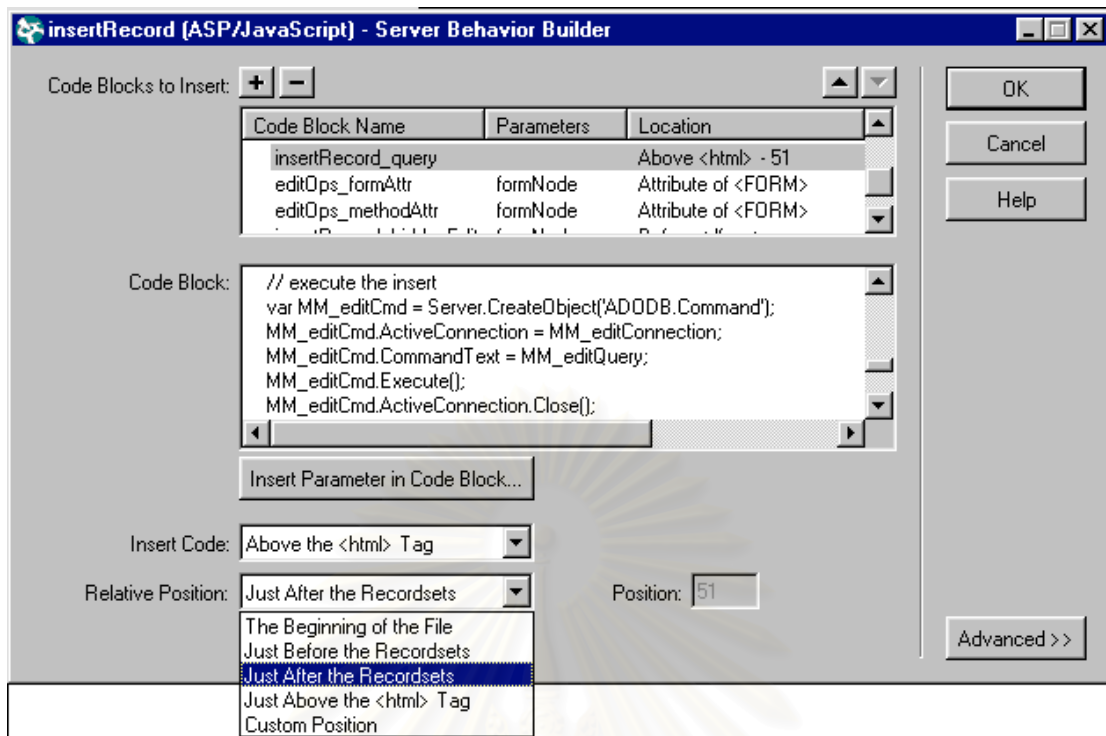 insertRecord (ASP/JavaScript) - Server Behavior Builder
Code Blocks to Insert: + −
Code Block Name Parameters Location
insertRecord_query Above <html> - 51
editOps_formAttr formNode Attribute of <FORM>
editOps_methodAttr formNode Attribute of <FORM>
OK
Cancel
Help
Code Block:
// execute the insert
var MM_editCmd = Server.CreateObject('ADODB.Command');
MM_editCmd.ActiveConnection = MM_editConnection;
MM_editCmd.CommandText = MM_editQuery;
MM_editCmd.Execute();
MM_editCmd.ActiveConnection.Close();
Insert Parameter in Code Block...
Insert Code: Above the <html> Tag
Relative Position: Just After the Recordsets Position: 51
The Beginning of the File
Just Before the Recordsets
Just After the Recordsets
Just Above the <html> Tag
Custom Position
Advanced >>